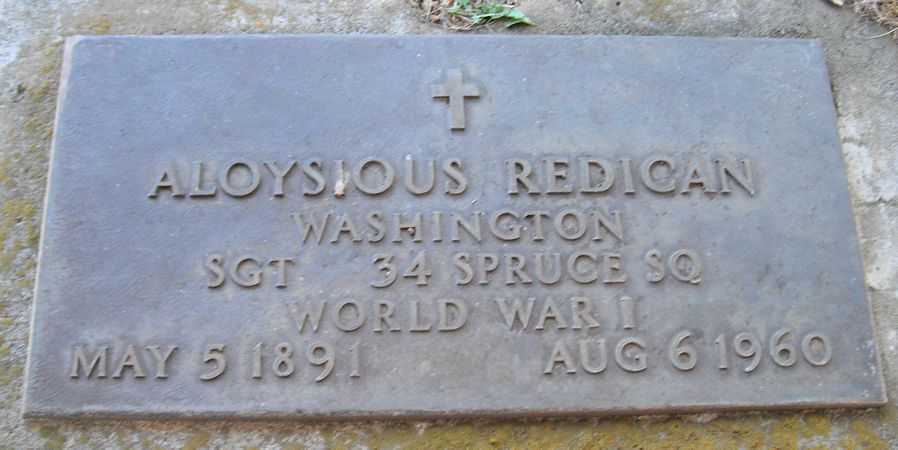 ALOYSIOUS REDICAN
WASHINGTON
SGT 34 SPRUCE SQ
WORLD WAR I
MAY 5 1891 AUG 6 1960